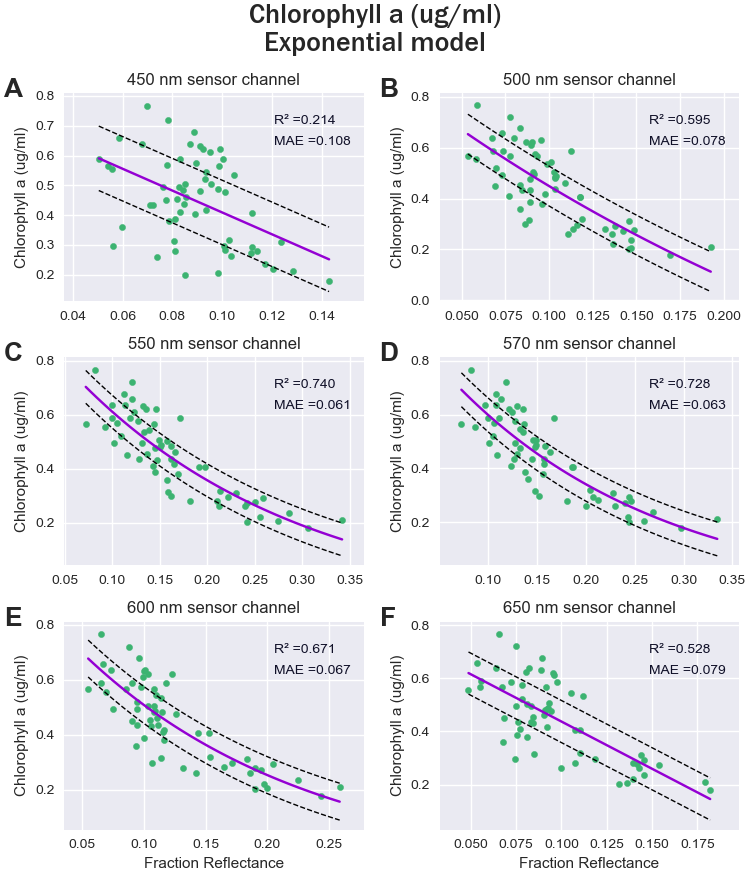 Chlorophyll a (ug/ml)
Exponential model
A
450 nm sensor channel
Chlorophyll a (ug/ml)
0.8
0.7
0.6
0.5
0.4
0.3
0.2
R² =0.214
MAE =0.108
0.04 0.06 0.08 0.10 0.12 0.14
B
500 nm sensor channel
Chlorophyll a (ug/ml)
0.8
0.6
0.4
0.2
0.0
R² =0.595
MAE =0.078
0.050 0.075 0.100 0.125 0.150 0.175 0.200
C
550 nm sensor channel
Chlorophyll a (ug/ml)
0.8
0.6
0.4
0.2
R² =0.740
MAE =0.061
0.05 0.10 0.15 0.20 0.25 0.30 0.35
D
570 nm sensor channel
Chlorophyll a (ug/ml)
0.8
0.6
0.4
0.2
R² =0.728
MAE =0.063
0.10 0.15 0.20 0.25 0.30 0.35
E
600 nm sensor channel
Chlorophyll a (ug/ml)
0.8
0.6
0.4
0.2
R² =0.671
MAE =0.067
0.05 0.10 0.15 0.20 0.25
Fraction Reflectance
F
650 nm sensor channel
Chlorophyll a (ug/ml)
0.8
0.6
0.4
0.2
R² =0.528
MAE =0.079
0.050 0.075 0.100 0.125 0.150 0.175
Fraction Reflectance